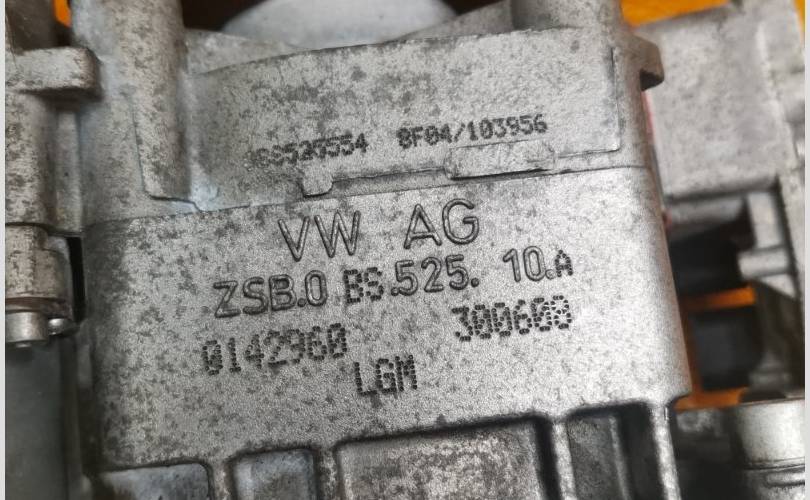 8F04/103956
VW AG
ZSB.0 BS.525. 10.A
0142960 300608
LGM